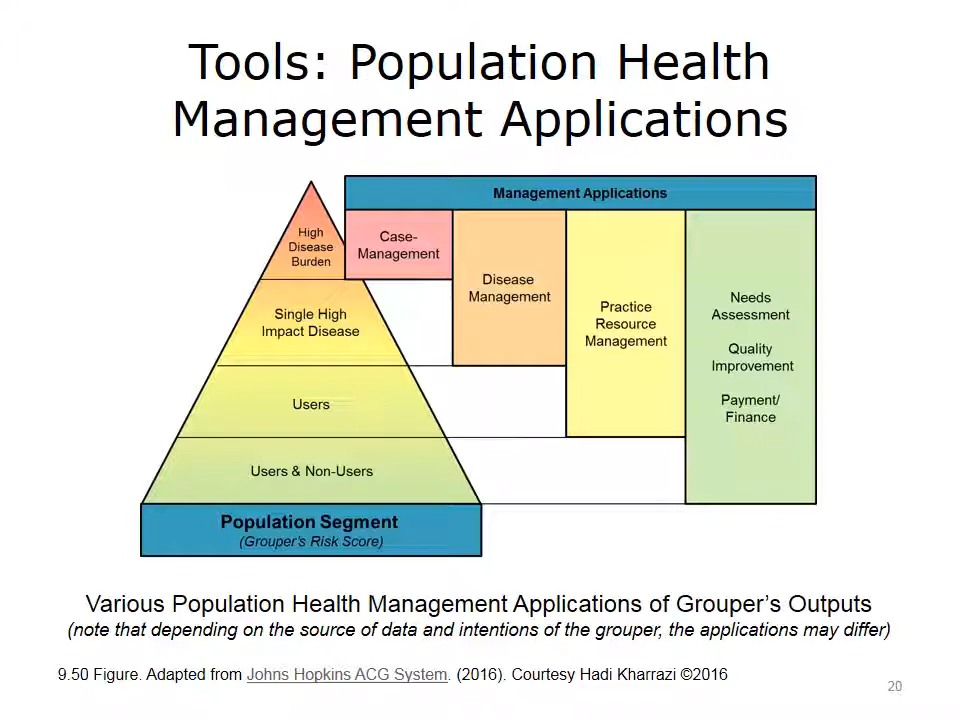 Tools: Population Health
Management Applications
Management Applications
High
Disease
Burden
Case-
Management
Disease
Management
Practice
Resource
Management
Needs
Assessment
Quality
Improvement
Payment/
Finance
Single High
Impact Disease
Users
Users & Non-Users
Population Segment
(Grouper's Risk Score)
Various Population Health Management Applications of Grouper's Outputs
(note that depending on the source of data and intentions of the grouper, the applications may differ)
9.50 Figure. Adapted from Johns Hopkins ACG System. (2016). Courtesy Hadi Kharrazi ©2016
20